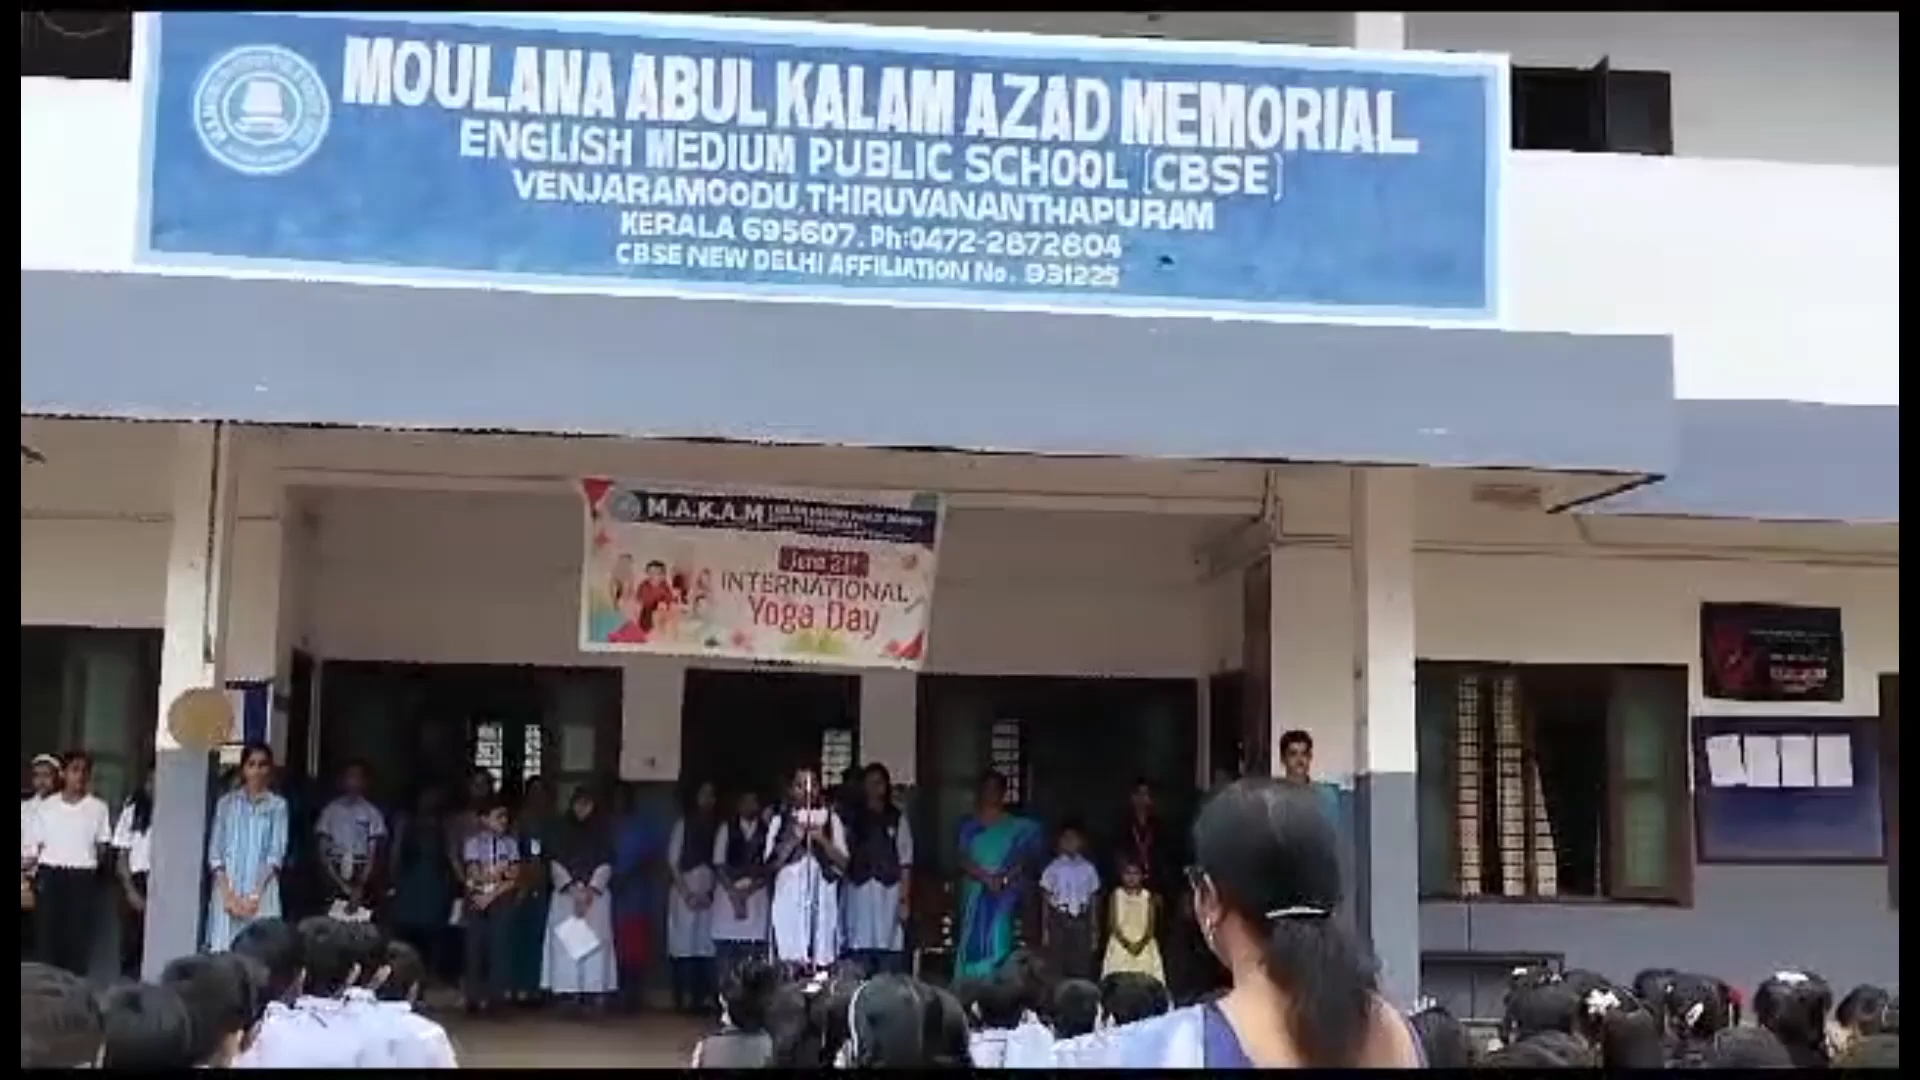 MOULANA ABUL KALAM AZAD MEMORIAL
ENGLISH MEDIUM PUBLIC SCHOOL (CBSE)
VENJARAMOODU, THIRUVANANTHAPURAM
KERALA 695607. Ph:0472-2872804
CBSE NEW DELHI AFFILIATION No. 931225
M.A.K.A.M
June 21st
INTERNATIONAL
Yoga Day